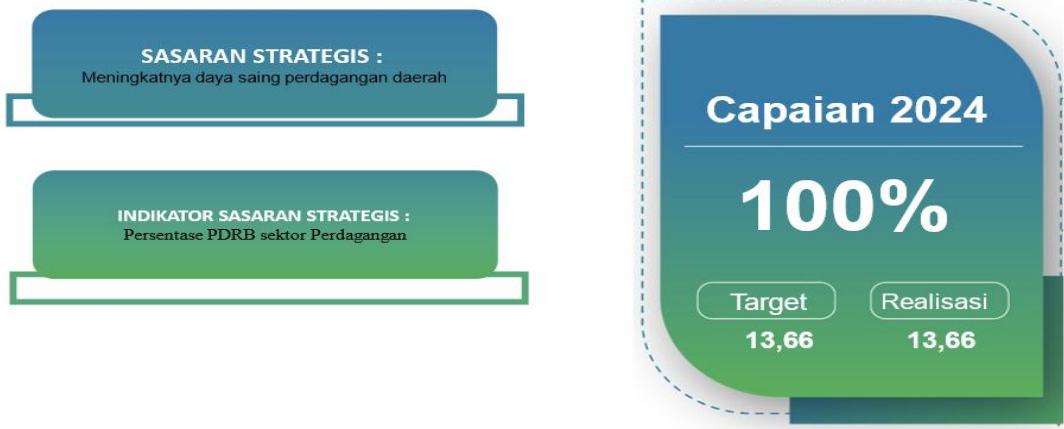 SASARAN STRATEGIS :
Meningkatnya daya saing perdagangan daerah
INDIKATOR SASARAN STRATEGIS :
Persentase PDRB sektor Perdagangan
Capaian 2024
100%
Target
Realisasi
13,66
13,66